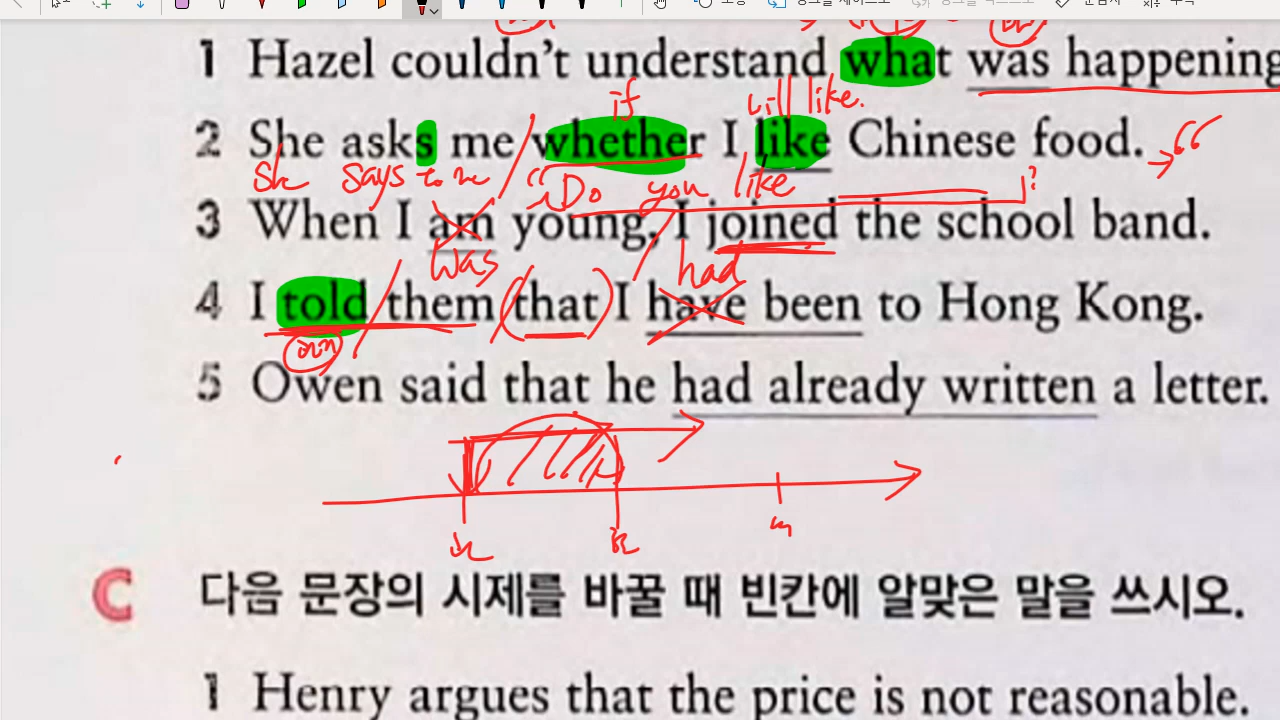 1 Hazel couldn't understand what was happening
if will like.
2 She asks me whether I like Chinese food.
She says to me "Do you like ?
3 When I am young, I joined the school band.
was had
4 I told them (that) I have been to Hong Kong.
5 Owen said that he had already written a letter.
C 다음 문장의 시제를 바꿀 때 빈칸에 알맞은 말을 쓰시오.
1 Henry argues that the price is not reasonable.